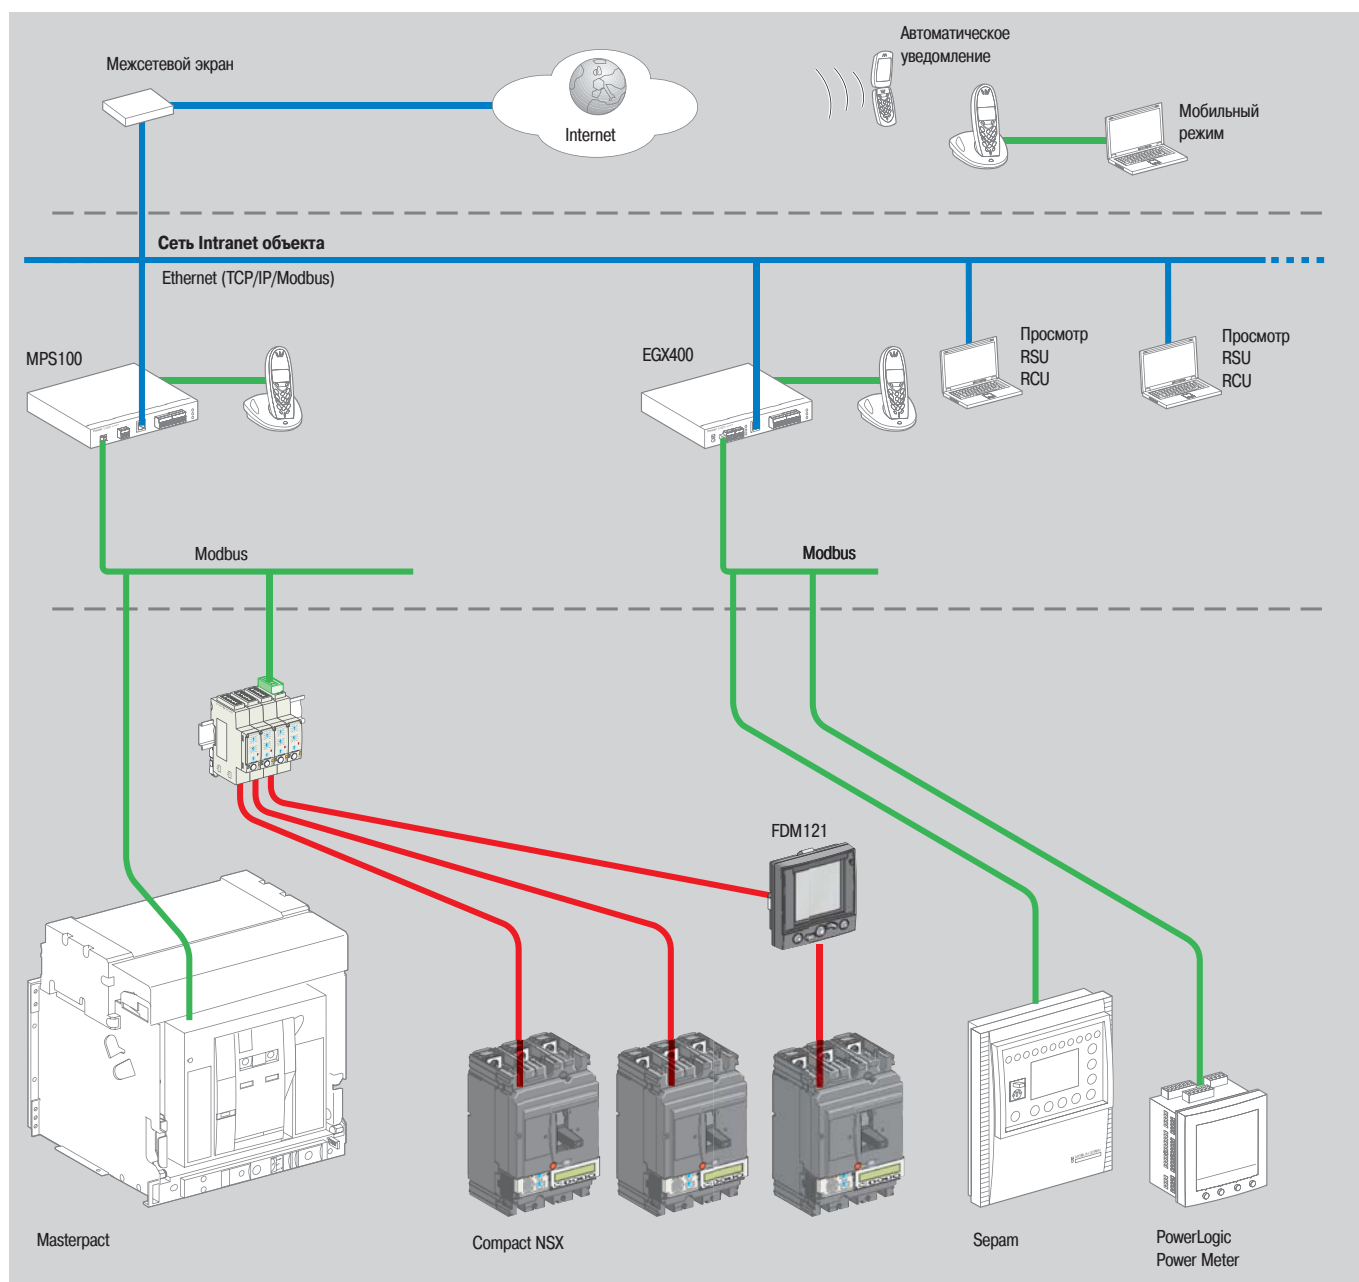 Автоматическое
уведомление
Межсетевой экран
Internet
Мобильный
режим
Сеть Intranet объекта
Ethernet (TCP/IP/Modbus)
MPS100
EGX400
Просмотр
RSU
RCU
Просмотр
RSU
RCU
Modbus
Modbus
FDM121
Masterpact
Compact NSX
Sepam
PowerLogic
Power Meter